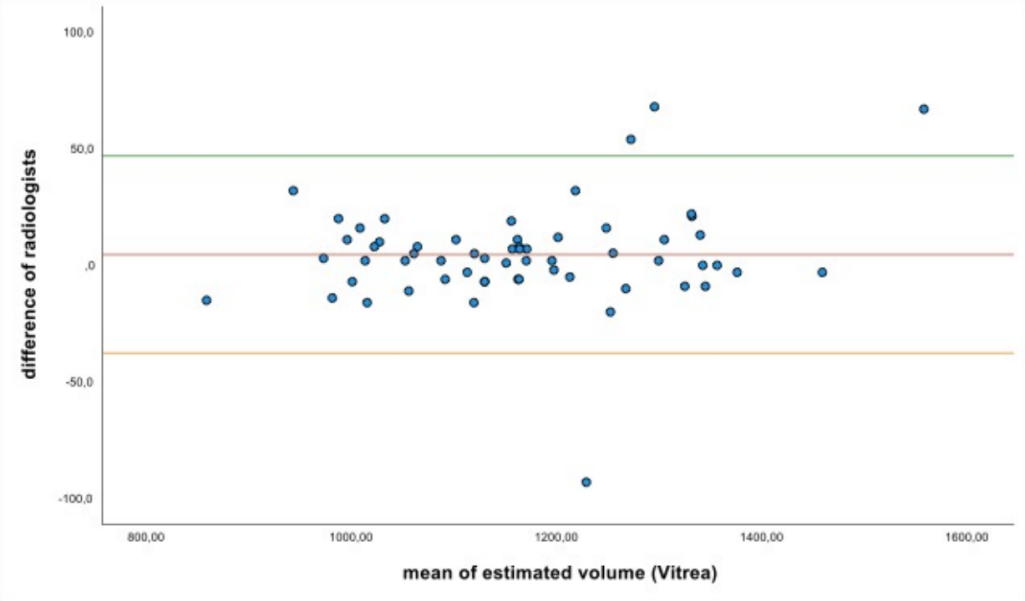 100,0
50,0
,0
-50,0
-100,0
difference of radiologists
800,00 1000,00 1200,00 1400,00 1600,00
mean of estimated volume (Vitrea)